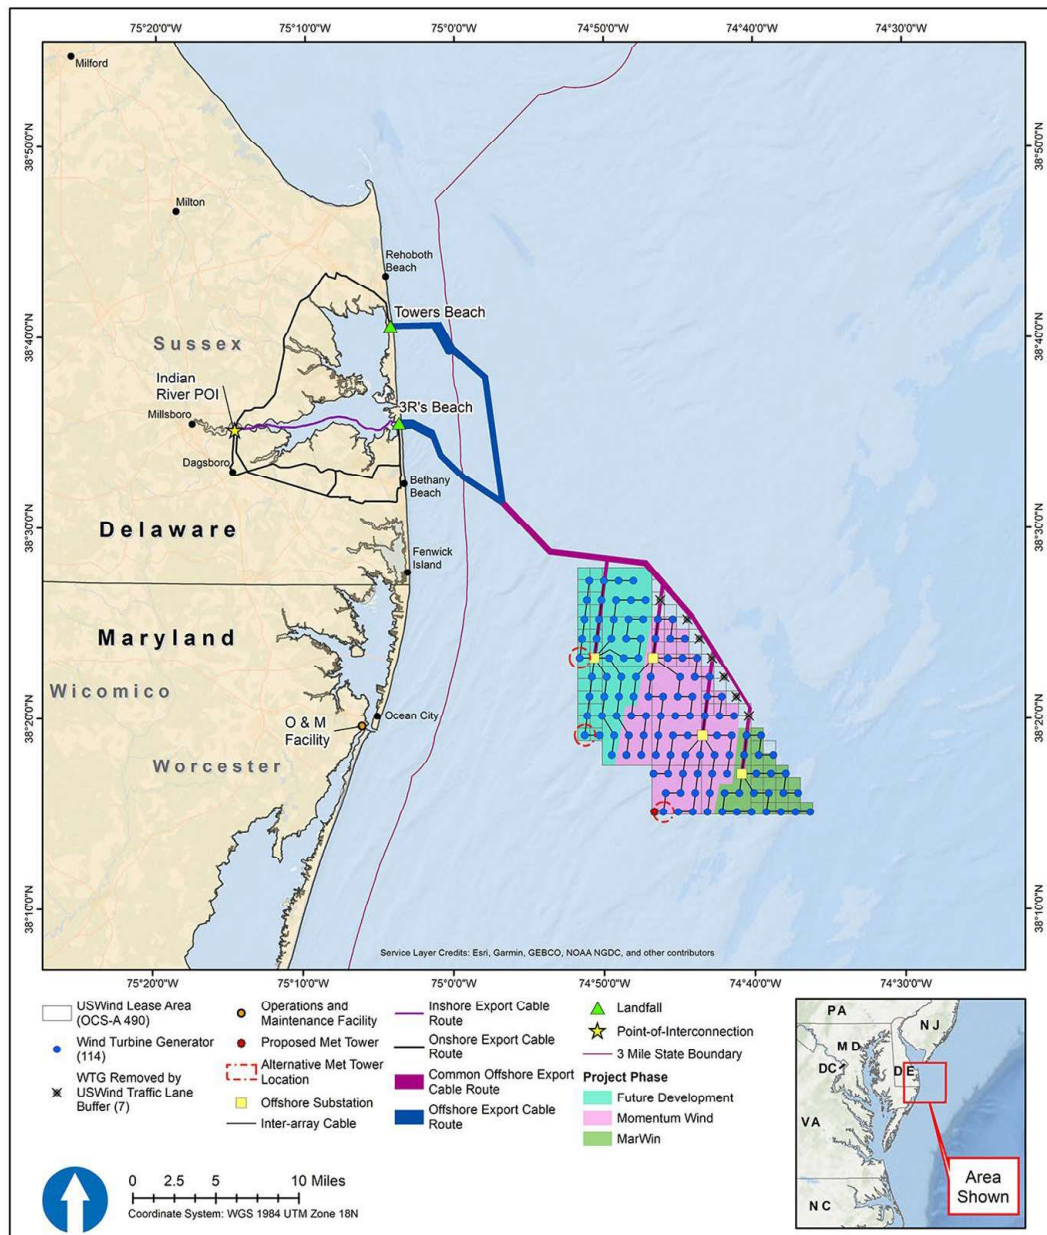 75°20'0"W
75°10'0"W
75°0'0"W
74°50'0"W
74°40'0"W
74°30'0"W
38°50'0"N
38°50'0"N
38°40'0"N
38°40'0"N
38°30'0"N
38°30'0"N
38°20'0"N
38°20'0"N
38°10'0"N
38°10'0"N
Milford
Milton
Rehoboth
Beach
Towers Beach
Sussex
Indian
River POI
3R's Beach
Millsboro
Dagsboro
Bethany
Beach
Delaware
Fenwick
Island
Maryland
Wicomico
O & M
Facility
Ocean City
Worcester
Service Layer Credits: Esri, Garmin, GEBCO, NOAA NGDC, and other contributors
75°20'0"W
75°10'0"W
75°0'0"W
74°50'0"W
74°40'0"W
74°30'0"W
USWind Lease Area
(OCS-A 490)
Wind Turbine Generator
(114)
WTG Removed by
USWind Traffic Lane
Buffer (7)
Operations and
Maintenance Facility
Proposed Met Tower
Alternative Met Tower
Location
Offshore Substation
Inter-array Cable
Inshore Export Cable
Route
Onshore Export Cable
Route
Common Offshore Export
Cable Route
Offshore Export Cable
Route
Landfall
Point-of-Interconnection
3 Mile State Boundary
Project Phase
Future Development
Momentum Wind
MarWin
0 2.5 5 10 Miles
Coordinate System: WGS 1984 UTM Zone 18N
PA
NJ
MD
DC
DE
VA
NC
Area
Shown